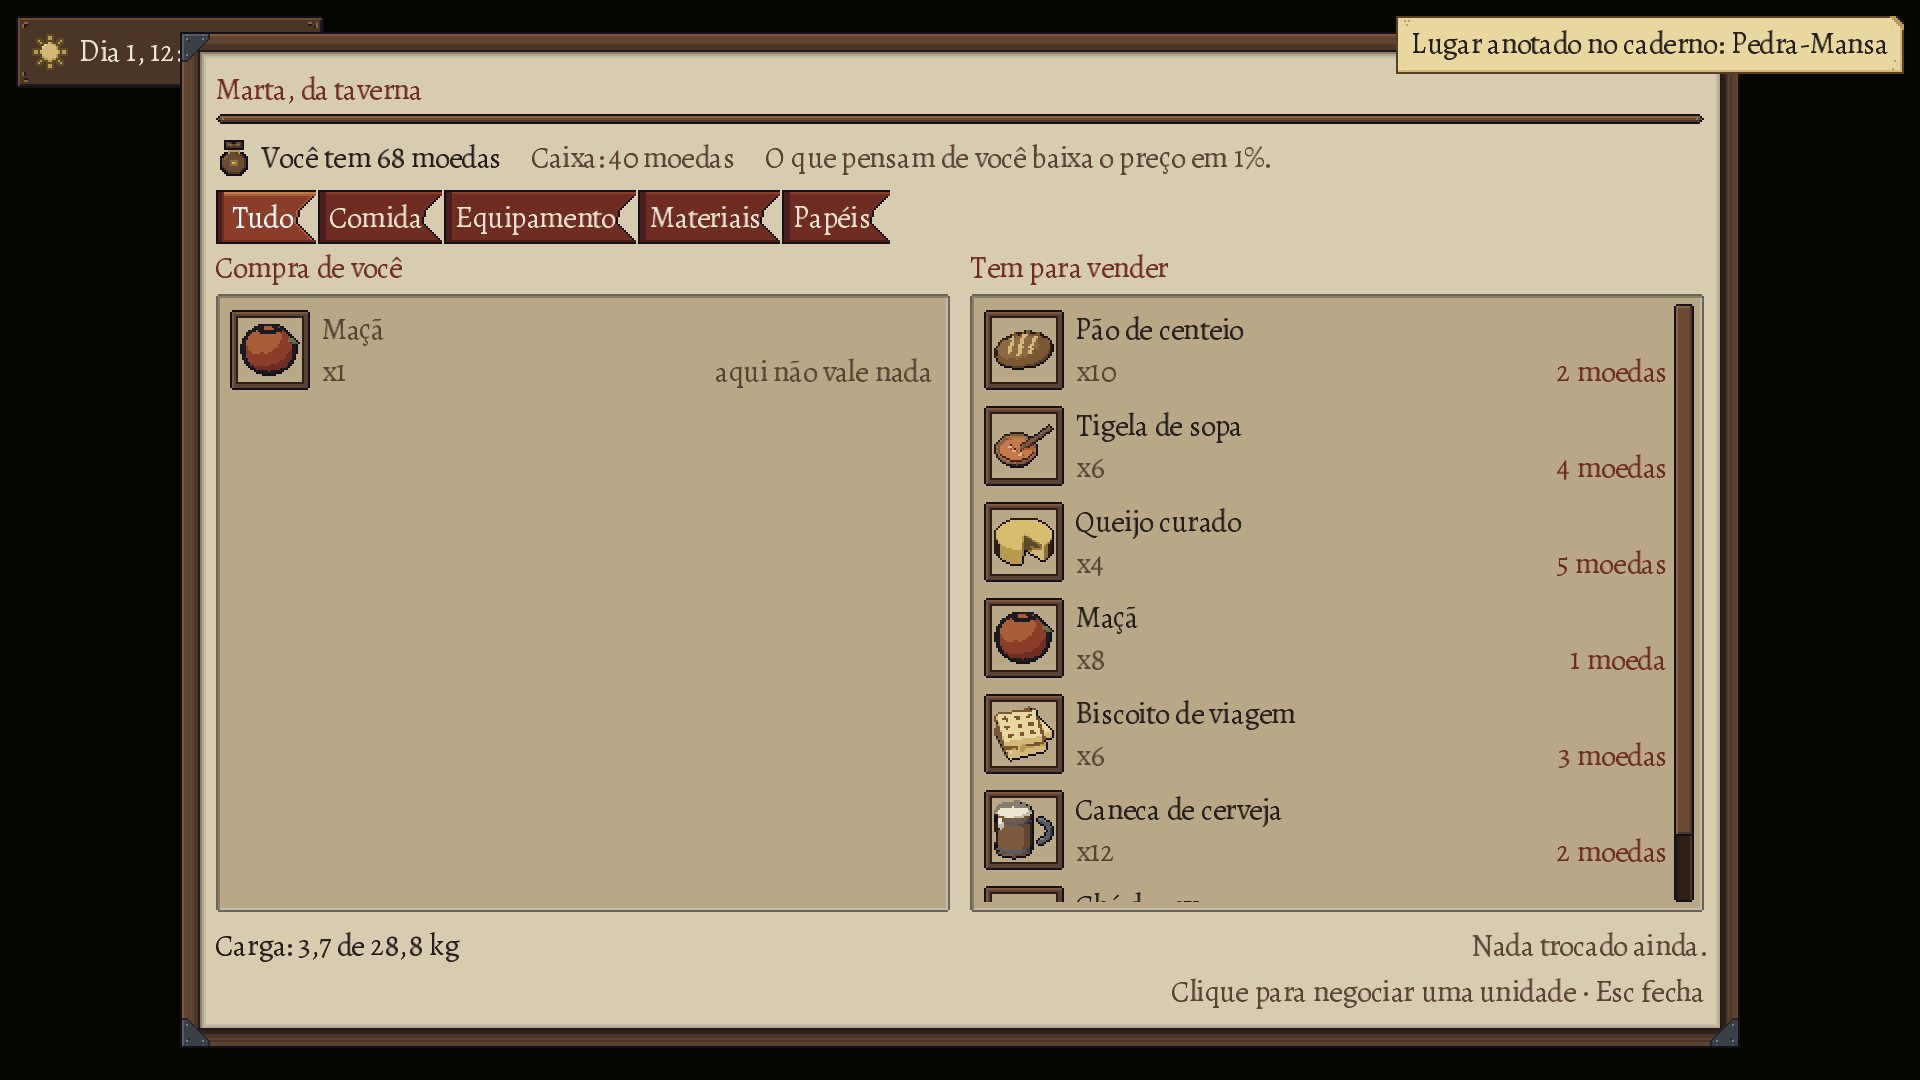 Dia 1, 12:
Lugar anotado no caderno: Pedra-Mansa
Marta, da taverna
Você tem 68 moedas Caixa: 40 moedas O que pensam de você baixa o preço em 1%.
Tudo Comida Equipamento Materiais Papéis
Compra de você
Maçã
x1 aqui não vale nada
Tem para vender
Pão de centeio
x10 2 moedas
Tigela de sopa
x6 4 moedas
Queijo curado
x4 5 moedas
Maçã
x8 1 moeda
Biscoito de viagem
x6 3 moedas
Caneca de cerveja
x12 2 moedas
Carga: 3,7 de 28,8 kg
Nada trocado ainda.
Clique para negociar uma unidade · Esc fecha